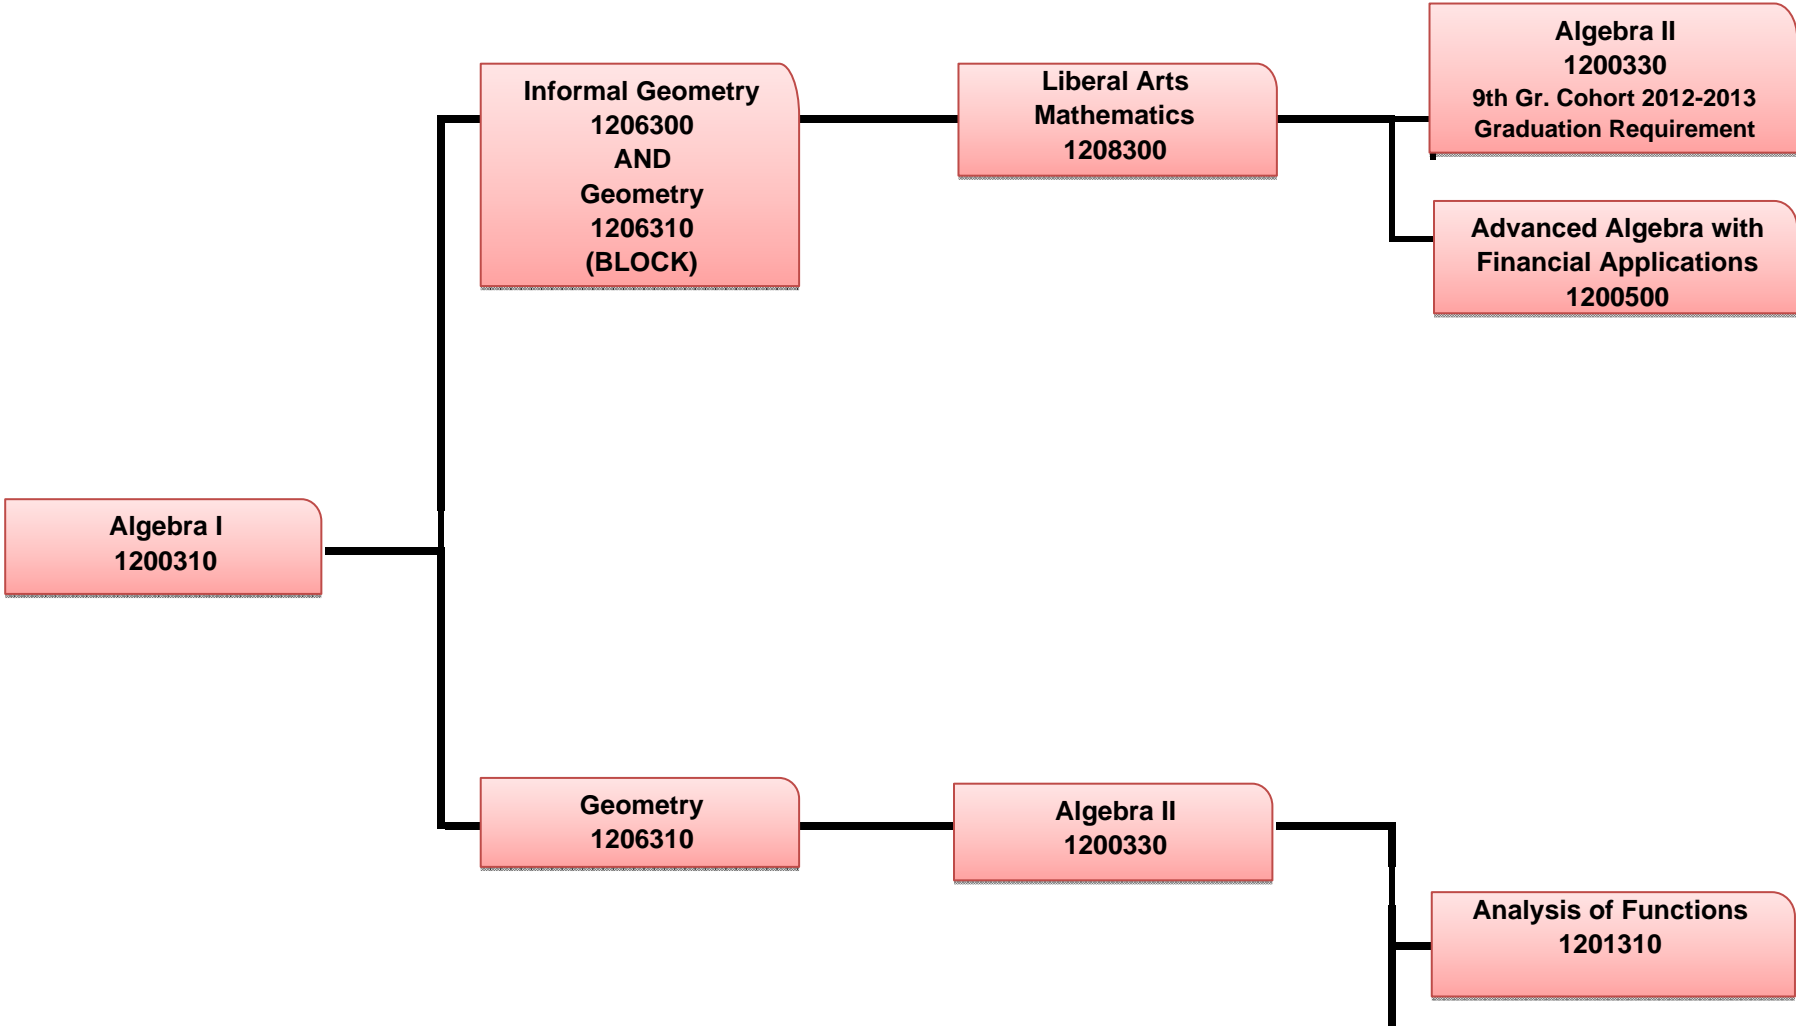 Algebra I
1200310
Informal Geometry
1206300
AND
Geometry
1206310
(BLOCK)
Liberal Arts
Mathematics
1208300
Algebra II
1200330
9th Gr. Cohort 2012-2013
Graduation Requirement
Advanced Algebra with
Financial Applications
1200500
Geometry
1206310
Algebra II
1200330
Analysis of Functions
1201310